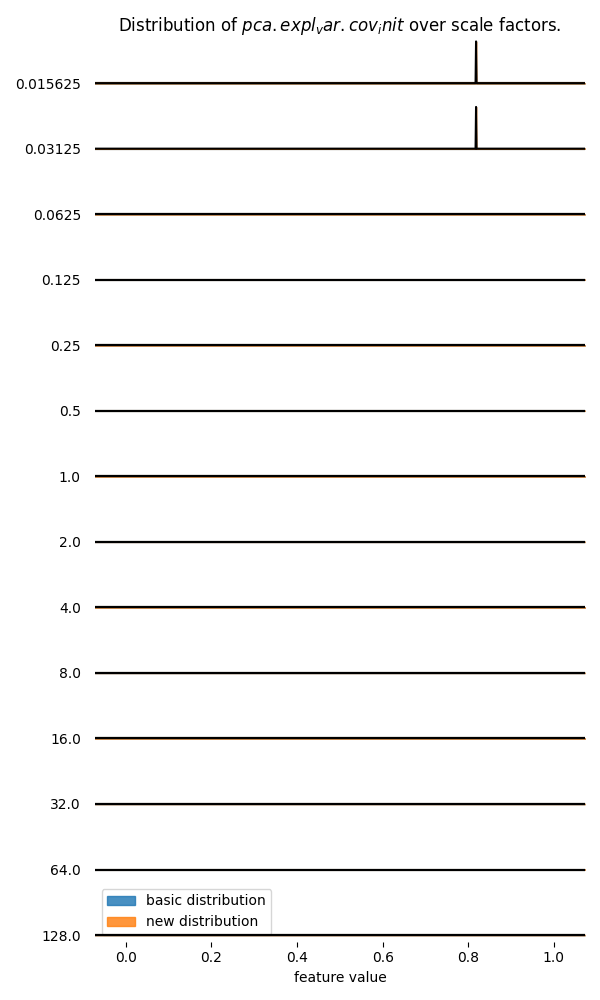 Distribution of pca.expl_var.cov_init over scale factors.
0.015625
0.03125
0.0625
0.125
0.25
0.5
1.0
2.0
4.0
8.0
16.0
32.0
64.0
128.0
basic distribution
new distribution
0.0 0.2 0.4 0.6 0.8 1.0
feature value